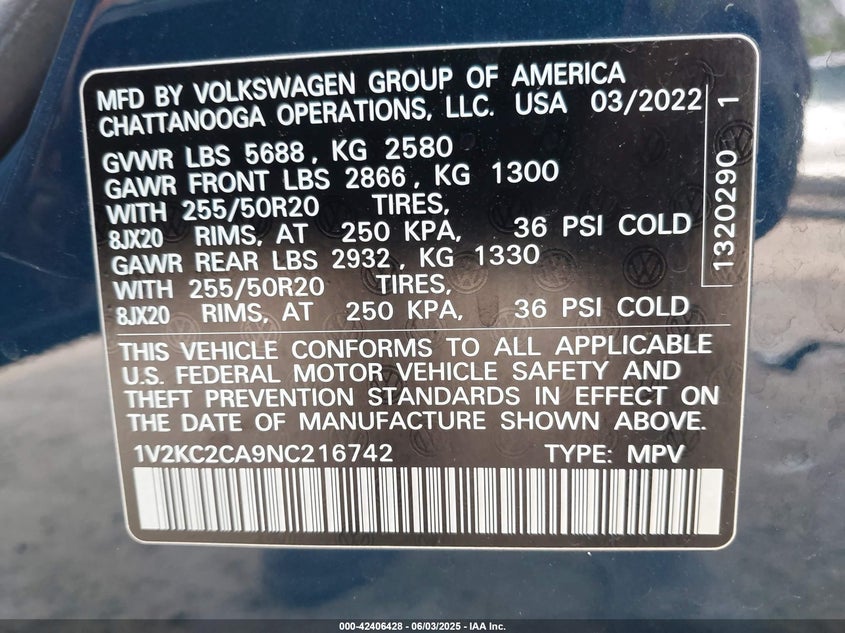 MFD BY VOLKSWAGEN GROUP OF AMERICA
CHATTANOOGA OPERATIONS, LLC. USA 03/2022
GVWR LBS 5688, KG 2580
GAWR FRONT LBS 2866, KG 1300
WITH 255/50R20 TIRES,
8JX20 RIMS, AT 250 KPA, 36 PSI COLD
GAWR REAR LBS 2932, KG 1330
WITH 255/50R20 TIRES,
8JX20 RIMS, AT 250 KPA, 36 PSI COLD
THIS VEHICLE CONFORMS TO ALL APPLICABLE
U.S. FEDERAL MOTOR VEHICLE SAFETY AND
THEFT PREVENTION STANDARDS IN EFFECT ON
THE DATE OF MANUFACTURE SHOWN ABOVE.
1V2KC2CA9NC216742 TYPE: MPV
1320290 1
000-42406428 - 06/03/2025 - IAA Inc.